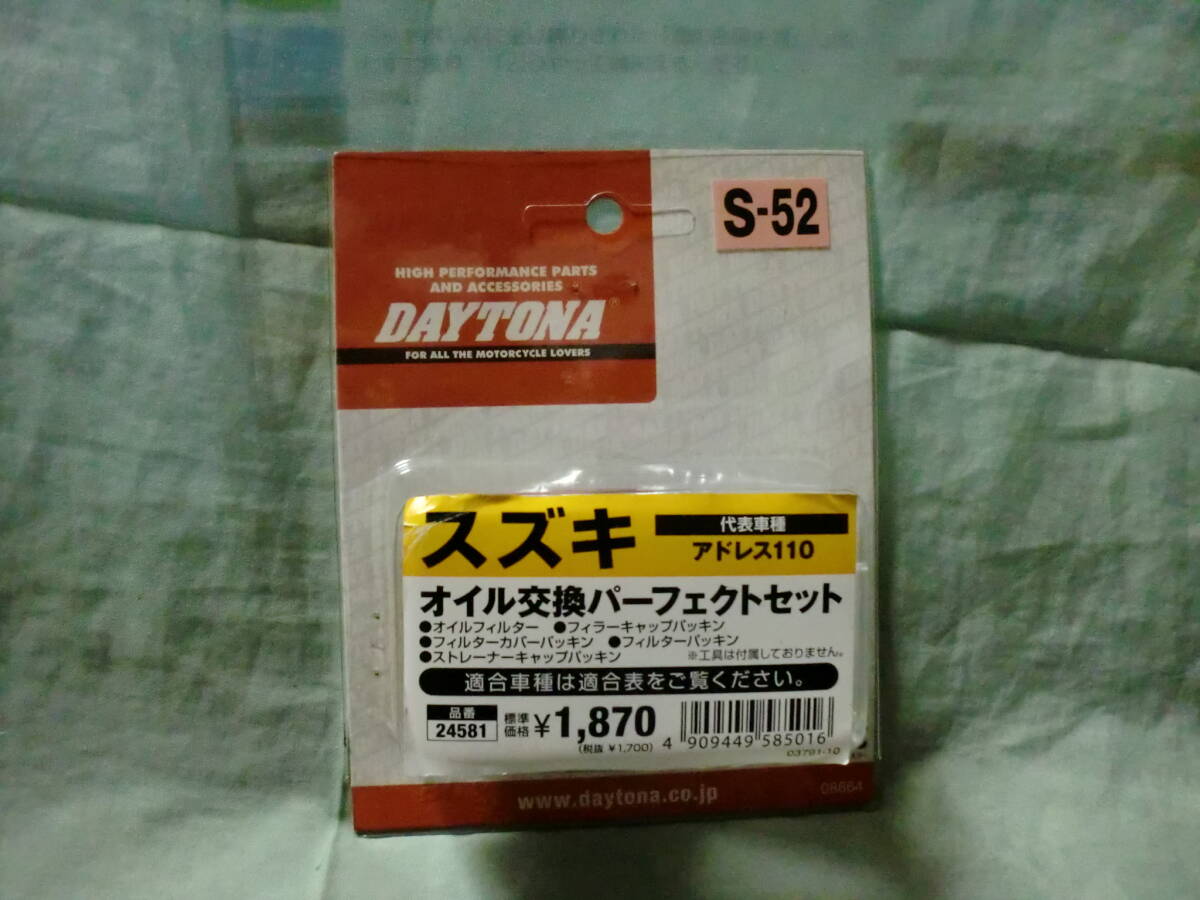 S-52
HIGH PERFORMANCE PARTS
AND ACCESSORIES
DAYTONA®
FOR ALL THE MOTORCYCLE LOVERS
スズキ
代表車種
アドレス110
オイル交換パーフェクトセット
●オイルフィルター ●フィラーキャップパッキン
●フィルターカバーパッキン ●フィルターパッキン
●ストレーナーキャップパッキン ※工具は付属しておりません。
適合車種は適合表をご覧ください。
品番
24581
標準
価格
¥1,870
(税抜 ¥1,700)
4 909449 585016
03791-10
www.daytona.co.jp
08664